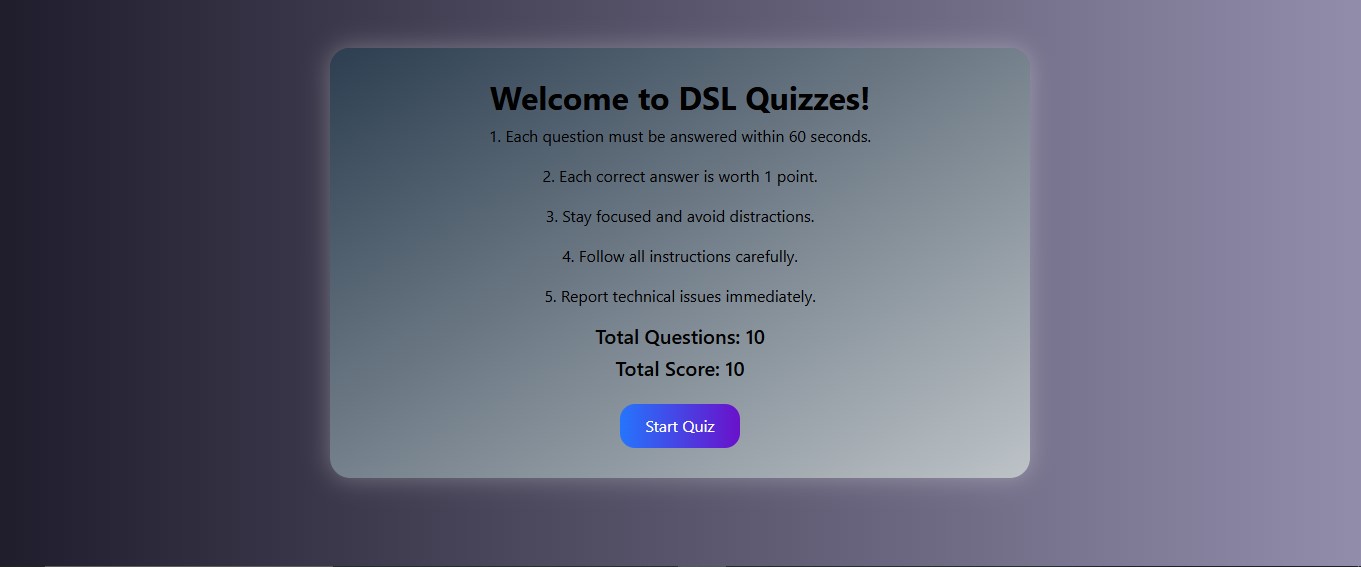 Welcome to DSL Quizzes!
1. Each question must be answered within 60 seconds.
2. Each correct answer is worth 1 point.
3. Stay focused and avoid distractions.
4. Follow all instructions carefully.
5. Report technical issues immediately.
Total Questions: 10
Total Score: 10
Start Quiz